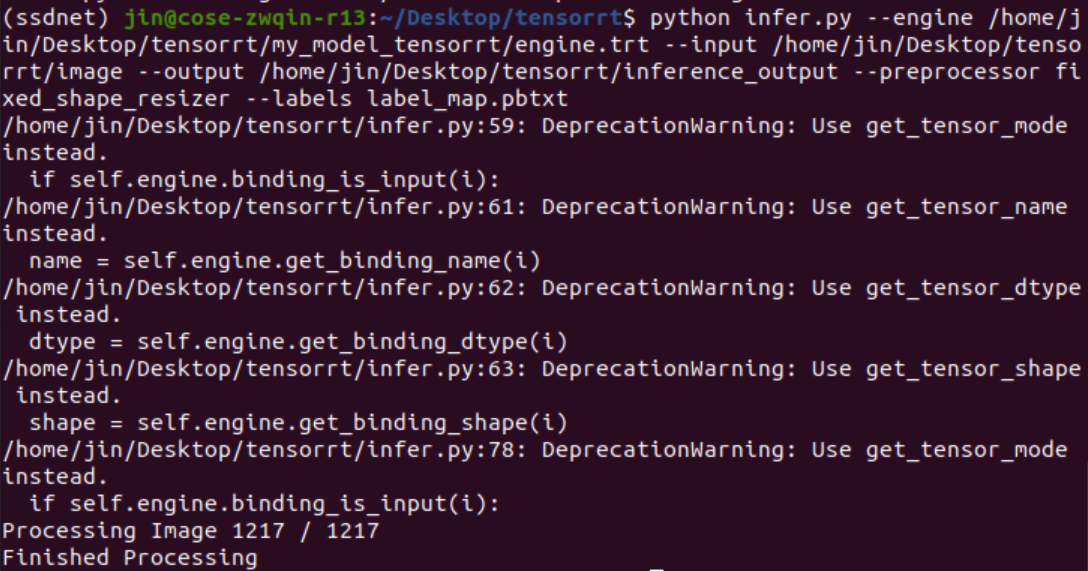 (ssdnet) jin@cose-zwqin-r13:~/Desktop/tensorrt$ python infer.py --engine /home/j
in/Desktop/tensorrt/my_model_tensorrt/engine.trt --input /home/jin/Desktop/tenso
rrt/image --output /home/jin/Desktop/tensorrt/inference_output --preprocessor fi
xed_shape_resizer --labels label_map.pbtxt
/home/jin/Desktop/tensorrt/infer.py:59: DeprecationWarning: Use get_tensor_mode
instead.
  if self.engine.binding_is_input(i):
/home/jin/Desktop/tensorrt/infer.py:61: DeprecationWarning: Use get_tensor_name
instead.
  name = self.engine.get_binding_name(i)
/home/jin/Desktop/tensorrt/infer.py:62: DeprecationWarning: Use get_tensor_dtype
 instead.
  dtype = self.engine.get_binding_dtype(i)
/home/jin/Desktop/tensorrt/infer.py:63: DeprecationWarning: Use get_tensor_shape
 instead.
  shape = self.engine.get_binding_shape(i)
/home/jin/Desktop/tensorrt/infer.py:78: DeprecationWarning: Use get_tensor_mode
instead.
  if self.engine.binding_is_input(i):
Processing Image 1217 / 1217
Finished Processing